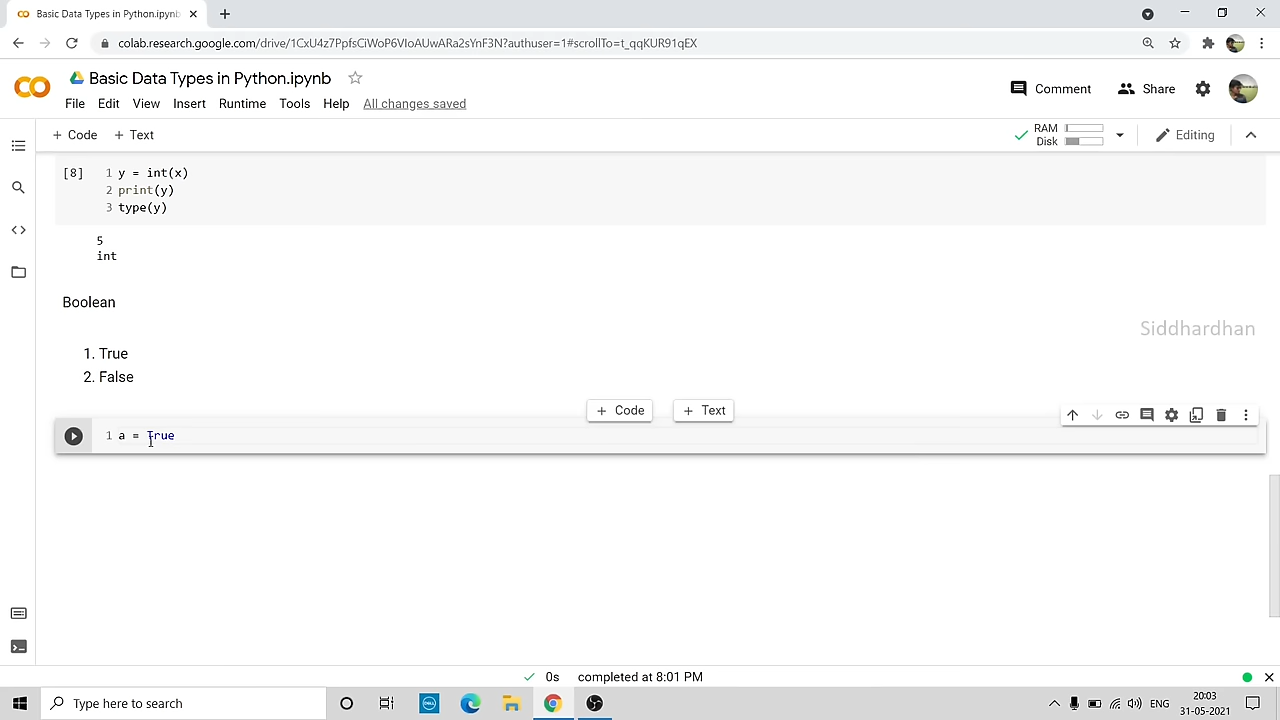 Basic Data Types in Python.ipynb
colab.research.google.com/drive/1CxU4z7PpfsCiWoP6VIoAUwARa2sYnF3N?authuser=1#scrollTo=t_qqKUR91qEX
Basic Data Types in Python.ipynb
File Edit View Insert Runtime Tools Help All changes saved
Comment Share
+ Code + Text
RAM
Disk
Editing
[8] 1 y = int(x)
2 print(y)
3 type(y)
5
int
Boolean
Siddhardhan
1. True
2. False
+ Code + Text
1 a = True
0s completed at 8:01 PM
Type here to search
DELL
ENG
20:03
31-05-2021